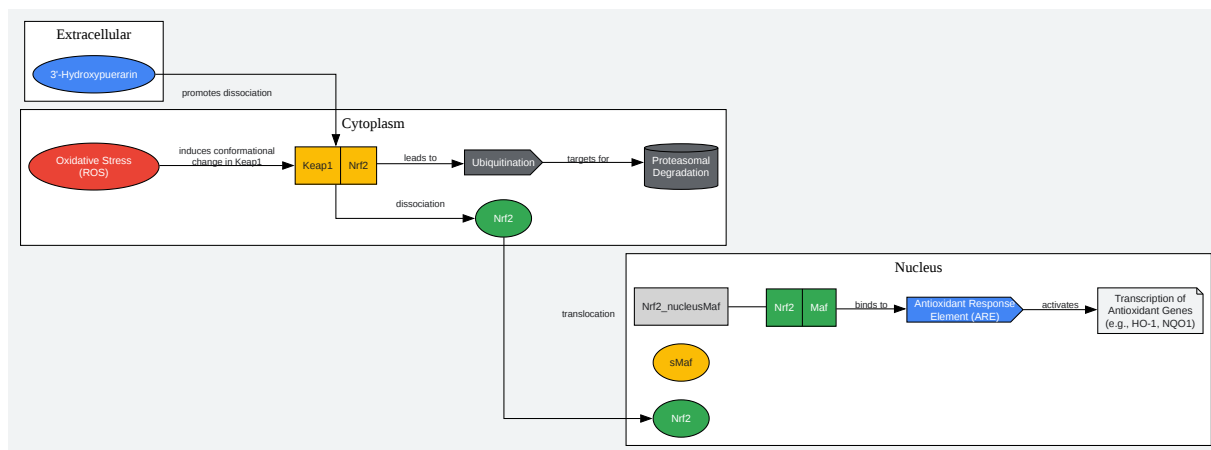 Extracellular
3'-Hydroxypuerarin
promotes dissociation
Cytoplasm
Oxidative Stress
(ROS)
induces conformational
change in Keap1
Keap1
Nrf2
leads to
Ubiquitination
targets for
Proteasomal
Degradation
dissociation
Nrf2
translocation
Nucleus
Nrf2_nucleusMaf
Nrf2
Maf
binds to
Antioxidant Response
Element (ARE)
activates
Transcription of
Antioxidant Genes
(e.g., HO-1, NQO1)
sMaf
Nrf2